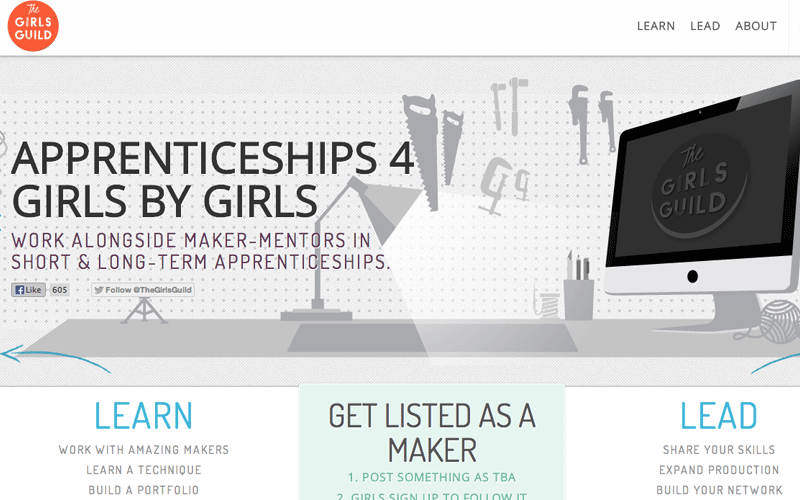 The
GIRLS
GUILD
LEARN LEAD ABOUT
APPRENTICESHIPS 4
GIRLS BY GIRLS
WORK ALONGSIDE MAKER-MENTORS IN
SHORT & LONG-TERM APPRENTICESHIPS.
Like 605 Follow @TheGirlsGuild
The
GIRLS
GUILD
LEARN
WORK WITH AMAZING MAKERS
LEARN A TECHNIQUE
BUILD A PORTFOLIO
GET LISTED AS A
MAKER
1. POST SOMETHING AS TBA
2. GIRLS SIGN UP TO FOLLOW IT
LEAD
SHARE YOUR SKILLS
EXPAND PRODUCTION
BUILD YOUR NETWORK